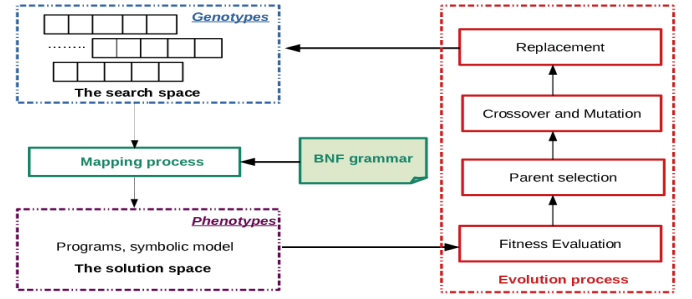 Genotypes
.........
The search space
Mapping process
BNF grammar
Phenotypes
Programs, symbolic model
The solution space
Replacement
Crossover and Mutation
Parent selection
Fitness Evaluation
Evolution process